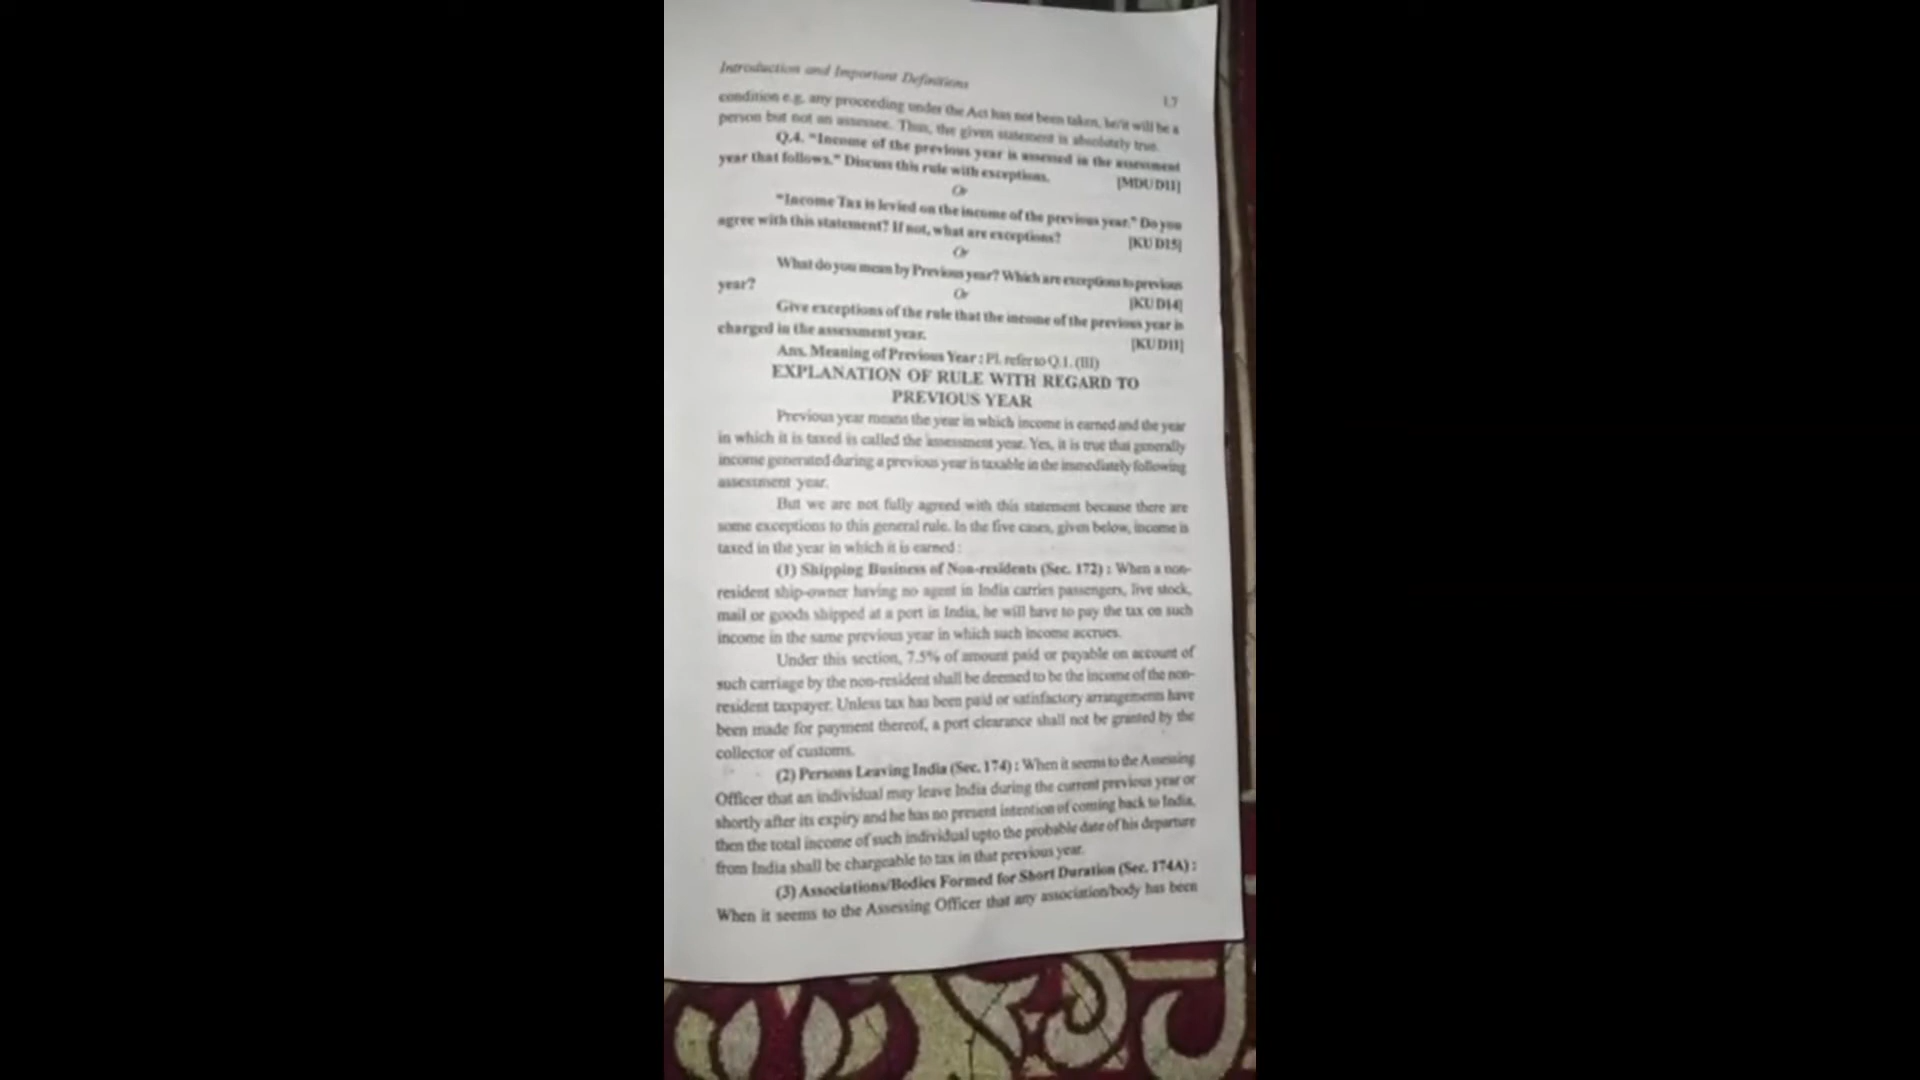 Introduction and Important Definitions
1.7
condition e.g. any proceeding under the Act has not been taken, he/it will be a
person but not an assessee. Thus, the given statement is absolutely true.
Q.4. "Income of the previous year is assessed in the assessment
year that follows." Discuss this rule with exceptions. [MDU D11]
Or
"Income Tax is levied on the income of the previous year." Do you
agree with this statement? If not, what are exceptions? [KU D15]
Or
What do you mean by Previous year? Which are exceptions to previous
year? [KU D14]
Or
Give exceptions of the rule that the income of the previous year is
charged in the assessment year. [KU D11]
Ans. Meaning of Previous Year : Pl. refer to Q.1. (III)
EXPLANATION OF RULE WITH REGARD TO
PREVIOUS YEAR
Previous year means the year in which income is earned and the year
in which it is taxed is called the assessment year. Yes, it is true that generally
income generated during a previous year is taxable in the immediately following
assessment year.
But we are not fully agreed with this statement because there are
some exceptions to this general rule. In the five cases, given below, income is
taxed in the year in which it is earned :
(1) Shipping Business of Non-residents (Sec. 172) : When a non-
resident ship-owner having no agent in India carries passengers, live stock,
mail or goods shipped at a port in India, he will have to pay the tax on such
income in the same previous year in which such income accrues.
Under this section, 7.5% of amount paid or payable on account of
such carriage by the non-resident shall be deemed to be the income of the non-
resident taxpayer. Unless tax has been paid or satisfactory arrangements have
been made for payment thereof, a port clearance shall not be granted by the
collector of customs.
(2) Persons Leaving India (Sec. 174) : When it seems to the Assessing
Officer that an individual may leave India during the current previous year or
shortly after its expiry and he has no present intention of coming back to India,
then the total income of such individual upto the probable date of his departure
from India shall be chargeable to tax in that previous year.
(3) Associations/Bodies Formed for Short Duration (Sec. 174A) :
When it seems to the Assessing Officer that any association/body has been